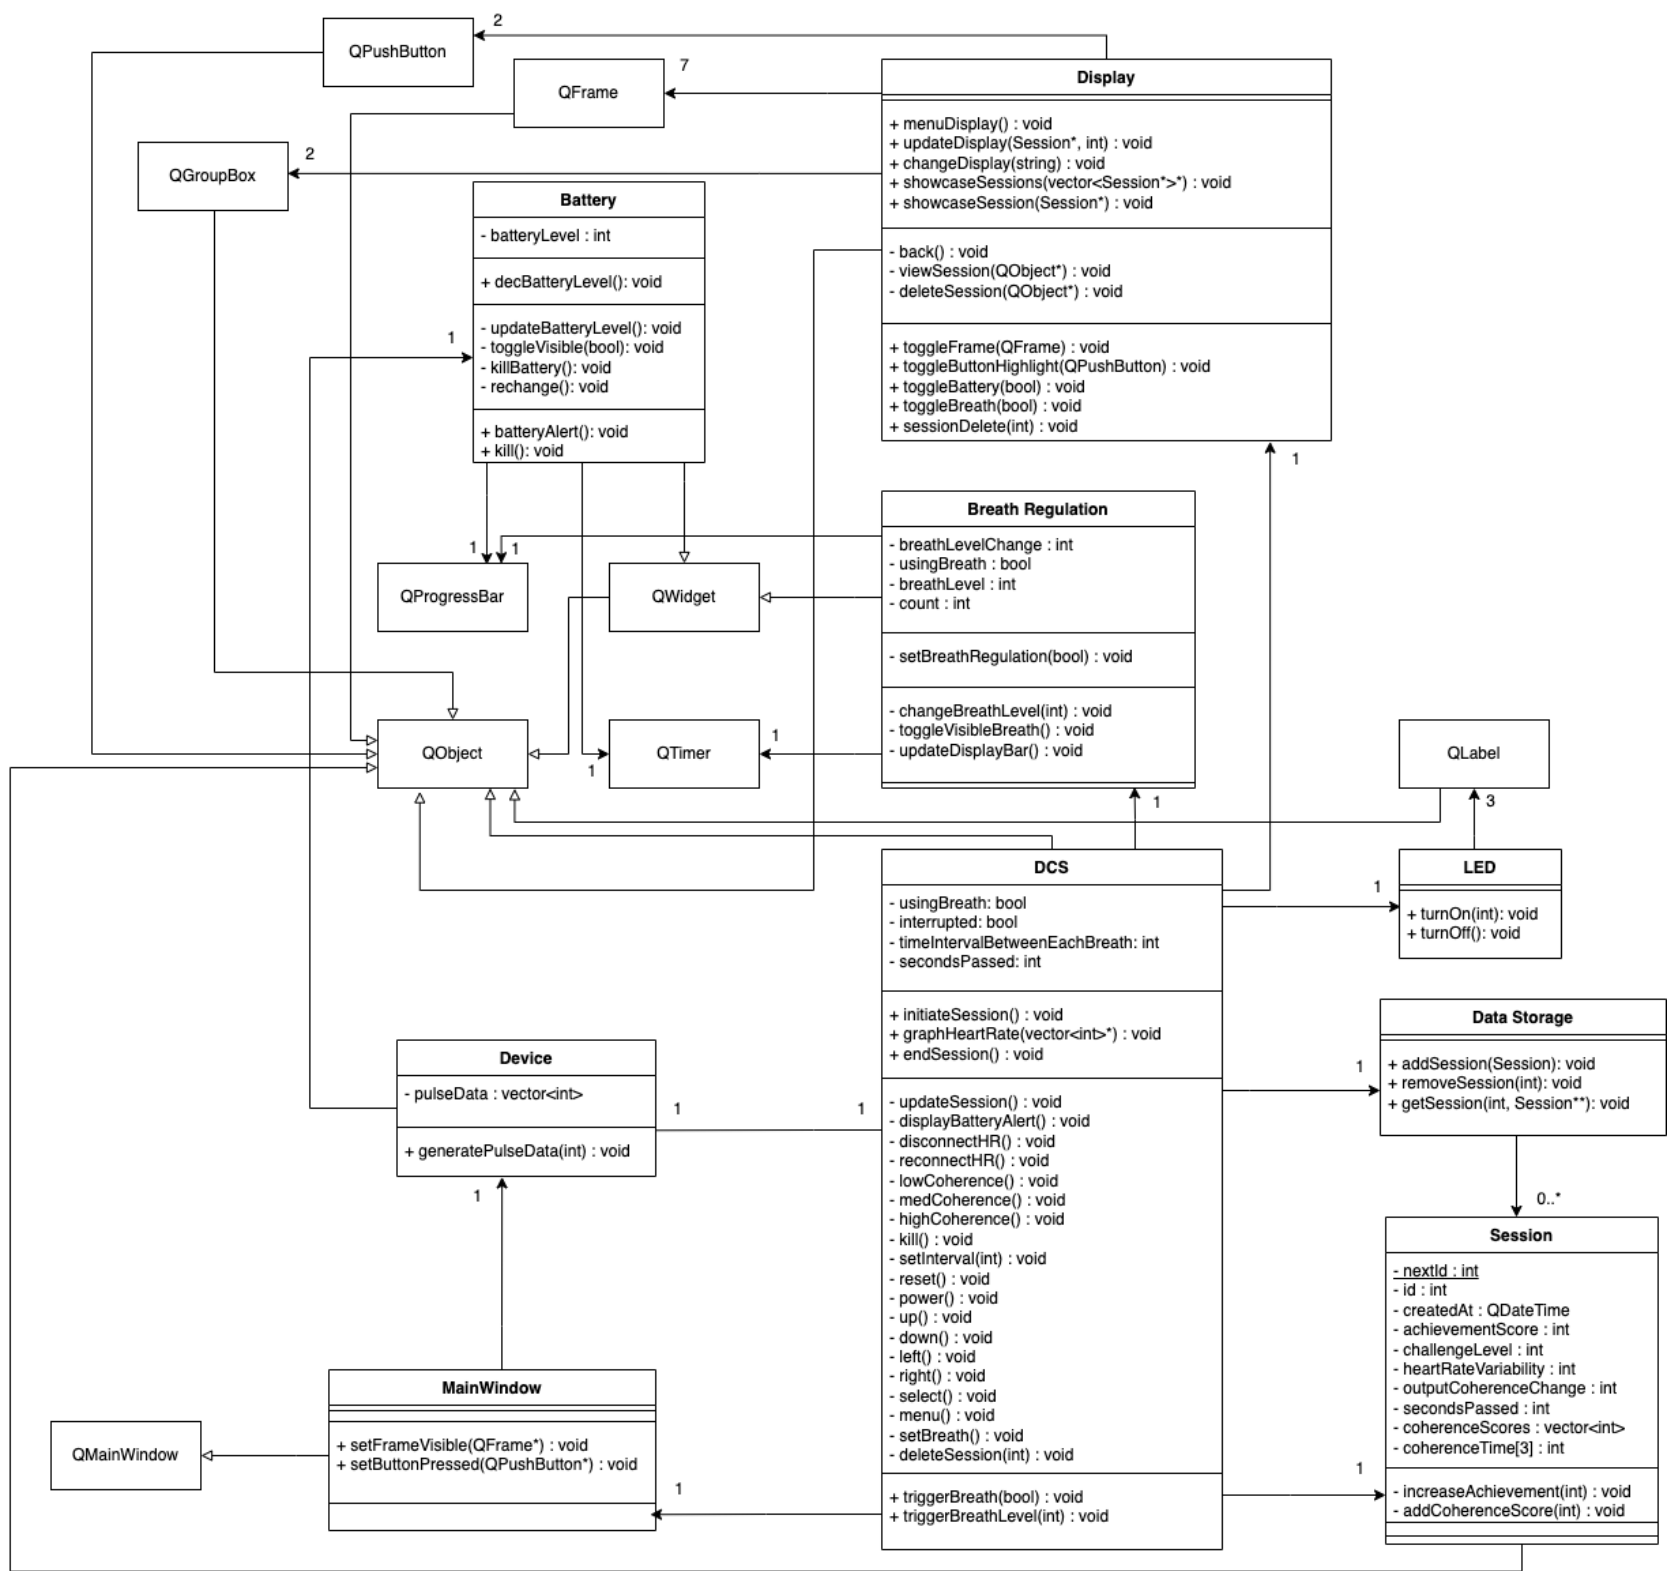 QPushButton
2
QFrame
7
QGroupBox
2
Display
+ menuDisplay() : void
+ updateDisplay(Session*, int) : void
+ changeDisplay(string) : void
+ showcaseSessions(vector<Session*>*) : void
+ showcaseSession(Session*) : void
- back() : void
- viewSession(QObject*) : void
- deleteSession(QObject*) : void
+ toggleFrame(QFrame) : void
+ toggleButtonHighlight(QPushButton) : void
+ toggleBattery(bool) : void
+ toggleBreath(bool) : void
+ sessionDelete(int) : void
1
Battery
- batteryLevel : int
+ decBatteryLevel(): void
- updateBatteryLevel(): void
- toggleVisible(bool): void
- killBattery(): void
- rechange(): void
+ batteryAlert(): void
+ kill(): void
1
1
1
QProgressBar
QWidget
Breath Regulation
- breathLevelChange : int
- usingBreath : bool
- breathLevel : int
- count : int
- setBreathRegulation(bool) : void
- changeBreathLevel(int) : void
- toggleVisibleBreath() : void
- updateDisplayBar() : void
QObject
1
QTimer
1
1
QLabel
3
LED
+ turnOn(int): void
+ turnOff(): void
1
DCS
- usingBreath: bool
- interrupted: bool
- timeIntervalBetweenEachBreath: int
- secondsPassed: int
+ initiateSession() : void
+ graphHeartRate(vector<int>*) : void
+ endSession() : void
- updateSession() : void
- displayBatteryAlert() : void
- disconnectHR() : void
- reconnectHR() : void
- lowCoherence() : void
- medCoherence() : void
- highCoherence() : void
- kill() : void
- setInterval(int) : void
- reset() : void
- power() : void
- up() : void
- down() : void
- left() : void
- right() : void
- select() : void
- menu() : void
- setBreath() : void
- deleteSession(int) : void
+ triggerBreath(bool) : void
+ triggerBreathLevel(int) : void
Data Storage
+ addSession(Session): void
+ removeSession(int): void
+ getSession(int, Session**): void
1
0..*
Device
- pulseData : vector<int>
+ generatePulseData(int) : void
1
1
1
Session
- nextId : int
- id : int
- createdAt : QDateTime
- achievementScore : int
- challengeLevel : int
- heartRateVariability : int
- outputCoherenceChange : int
- secondsPassed : int
- coherenceScores : vector<int>
- coherenceTime[3] : int
- increaseAchievement(int) : void
- addCoherenceScore(int) : void
1
QMainWindow
MainWindow
+ setFrameVisible(QFrame*) : void
+ setButtonPressed(QPushButton*) : void
1